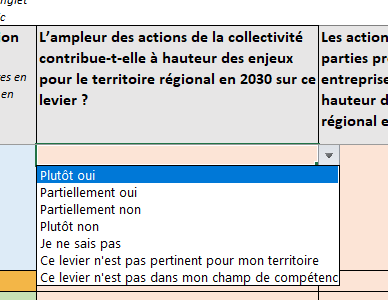 nglet
ic
ion
L'ampleur des actions de la collectivité
contribue-t-elle à hauteur des enjeux
pour le territoire régional en 2030 sur ce
levier ?
Les action
parties pr
entreprise
hauteur d
régional e
es en
en
Plutôt oui
Partiellement oui
Partiellement non
Plutôt non
Je ne sais pas
Ce levier n'est pas pertinent pour mon territoire
Ce levier n'est pas dans mon champ de compétenc